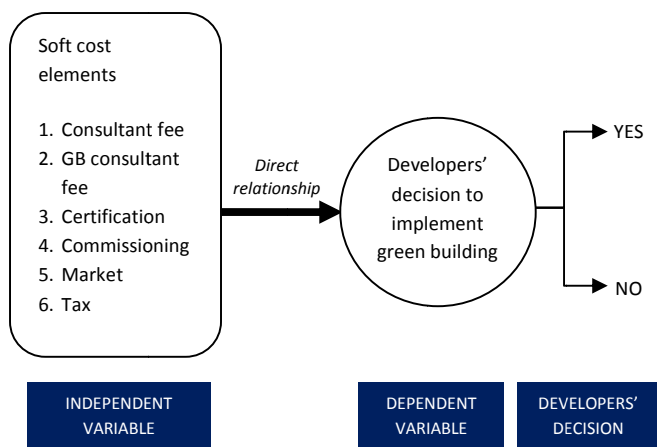 Soft cost
elements
1. Consultant fee
2. GB consultant
fee
3. Certification
4. Commissioning
5. Market
6. Tax
Direct
relationship
Developers’
decision to
implement
green building
YES
NO
INDEPENDENT
VARIABLE
DEPENDENT
VARIABLE
DEVELOPERS’
DECISION